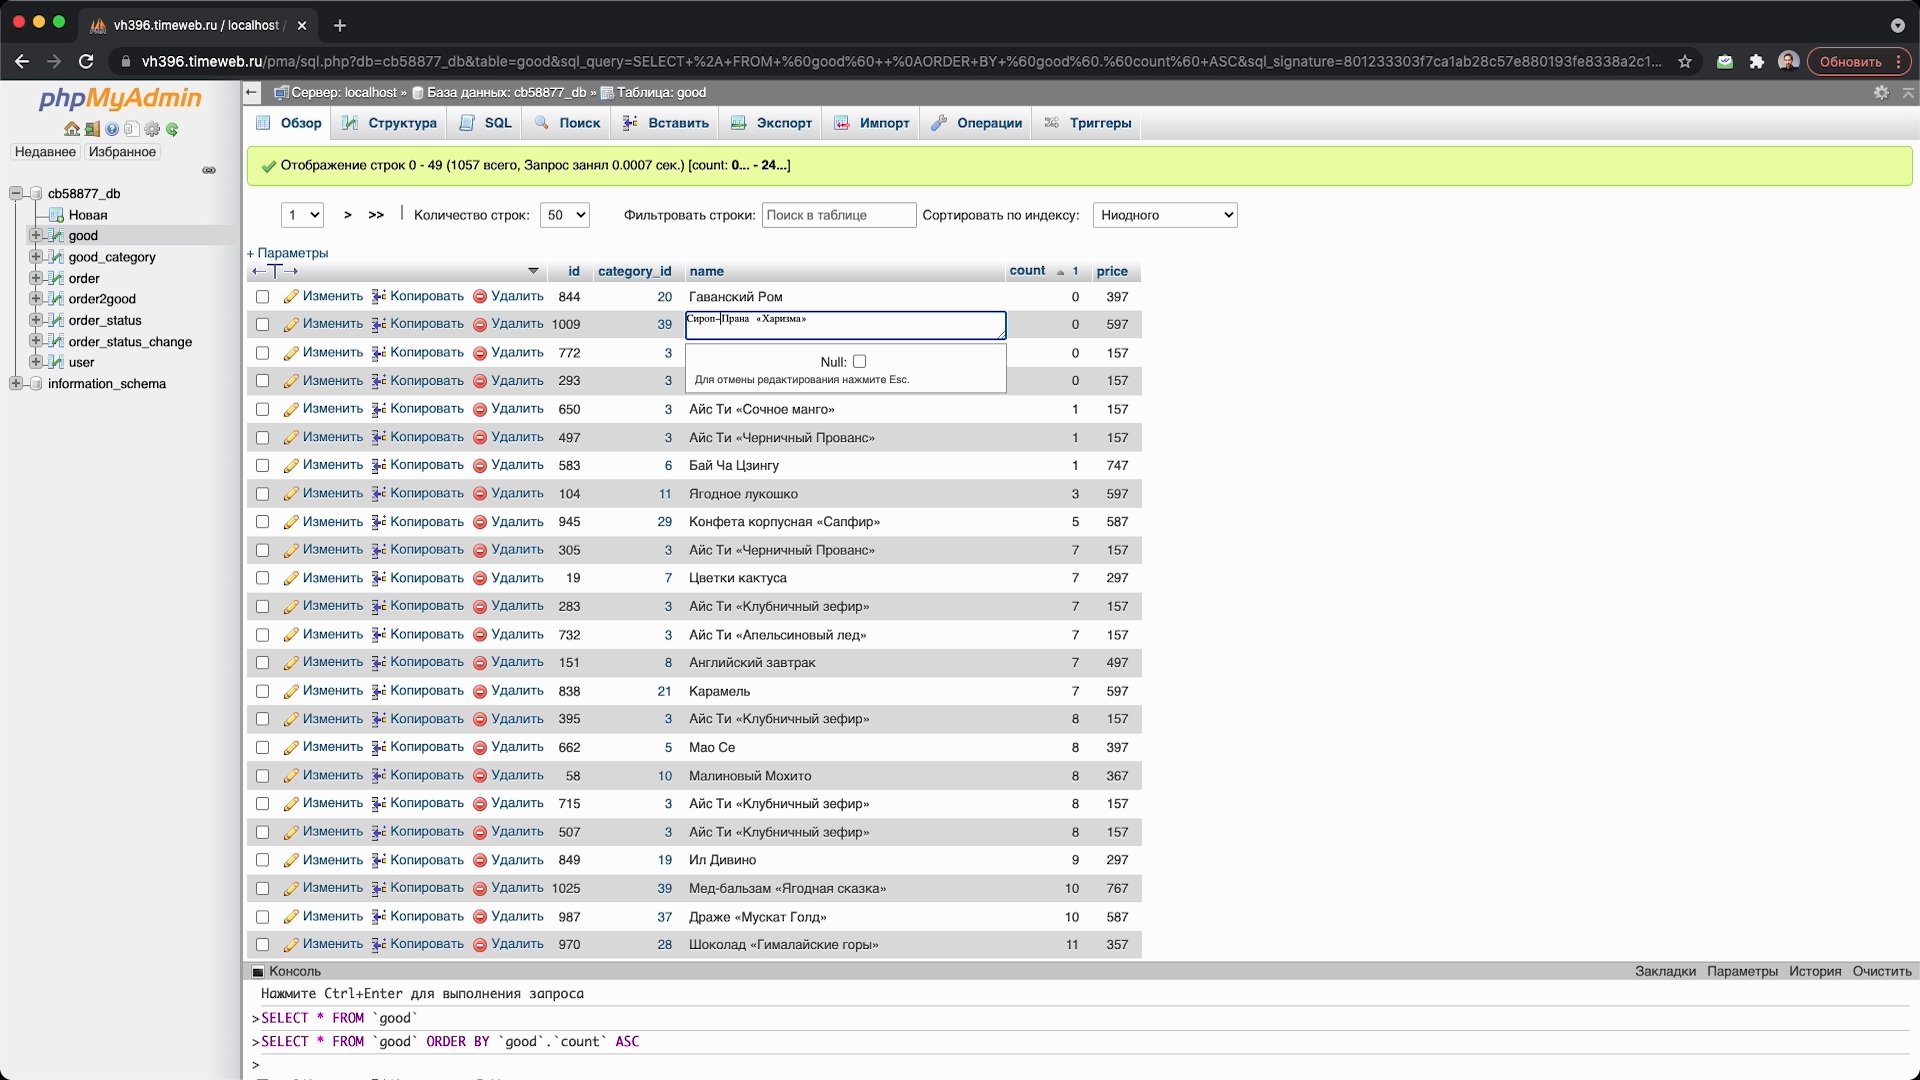 vh396.timeweb.ru / localhost /
vh396.timeweb.ru/pma/sql.php?db=cb58877_db&table=good&sql_query=SELECT+%2A+FROM+%60good%60++%0AORDER+BY+%60good%60.%60count%60+ASC&sql_signature=801233303f7ca1ab28c57e880193fe8338a2c1...
Обновить
phpMyAdmin
Недавнее Избранное
cb58877_db
Новая
good
good_category
order
order2good
order_status
order_status_change
user
information_schema
Сервер: localhost » База данных: cb58877_db » Таблица: good
Обзор Структура SQL Поиск Вставить Экспорт Импорт Операции Триггеры
Отображение строк 0 - 49 (1057 всего, Запрос занял 0.0007 сек.) [count: 0... - 24...]
1 > >> | Количество строк: 50 Фильтровать строки: Поиск в таблице Сортировать по индексу: Ниодного
+ Параметры
←T→ id category_id name count 1 price
Изменить Копировать Удалить 844 20 Гаванский Ром 0 397
Изменить Копировать Удалить 1009 39 Сироп-Прана «Харизма» 0 597
Изменить Копировать Удалить 772 3 0 157
Null:
Изменить Копировать Удалить 293 3 0 157
Для отмены редактирования нажмите Esc.
Изменить Копировать Удалить 650 3 Айс Ти «Сочное манго» 1 157
Изменить Копировать Удалить 497 3 Айс Ти «Черничный Прованс» 1 157
Изменить Копировать Удалить 583 6 Бай Ча Цзингу 1 747
Изменить Копировать Удалить 104 11 Ягодное лукошко 3 597
Изменить Копировать Удалить 945 29 Конфета корпусная «Сапфир» 5 587
Изменить Копировать Удалить 305 3 Айс Ти «Черничный Прованс» 7 157
Изменить Копировать Удалить 19 7 Цветки кактуса 7 297
Изменить Копировать Удалить 283 3 Айс Ти «Клубничный зефир» 7 157
Изменить Копировать Удалить 732 3 Айс Ти «Апельсиновый лед» 7 157
Изменить Копировать Удалить 151 8 Английский завтрак 7 497
Изменить Копировать Удалить 838 21 Карамель 7 597
Изменить Копировать Удалить 395 3 Айс Ти «Клубничный зефир» 8 157
Изменить Копировать Удалить 662 5 Мао Се 8 397
Изменить Копировать Удалить 58 10 Малиновый Мохито 8 367
Изменить Копировать Удалить 715 3 Айс Ти «Клубничный зефир» 8 157
Изменить Копировать Удалить 507 3 Айс Ти «Клубничный зефир» 8 157
Изменить Копировать Удалить 849 19 Ил Дивино 9 297
Изменить Копировать Удалить 1025 39 Мед-бальзам «Ягодная сказка» 10 767
Изменить Копировать Удалить 987 37 Драже «Мускат Голд» 10 587
Изменить Копировать Удалить 970 28 Шоколад «Гималайские горы» 11 357
Консоль Закладки Параметры История Очистить
Нажмите Ctrl+Enter для выполнения запроса
>SELECT * FROM `good`
>SELECT * FROM `good` ORDER BY `good`.`count` ASC
>